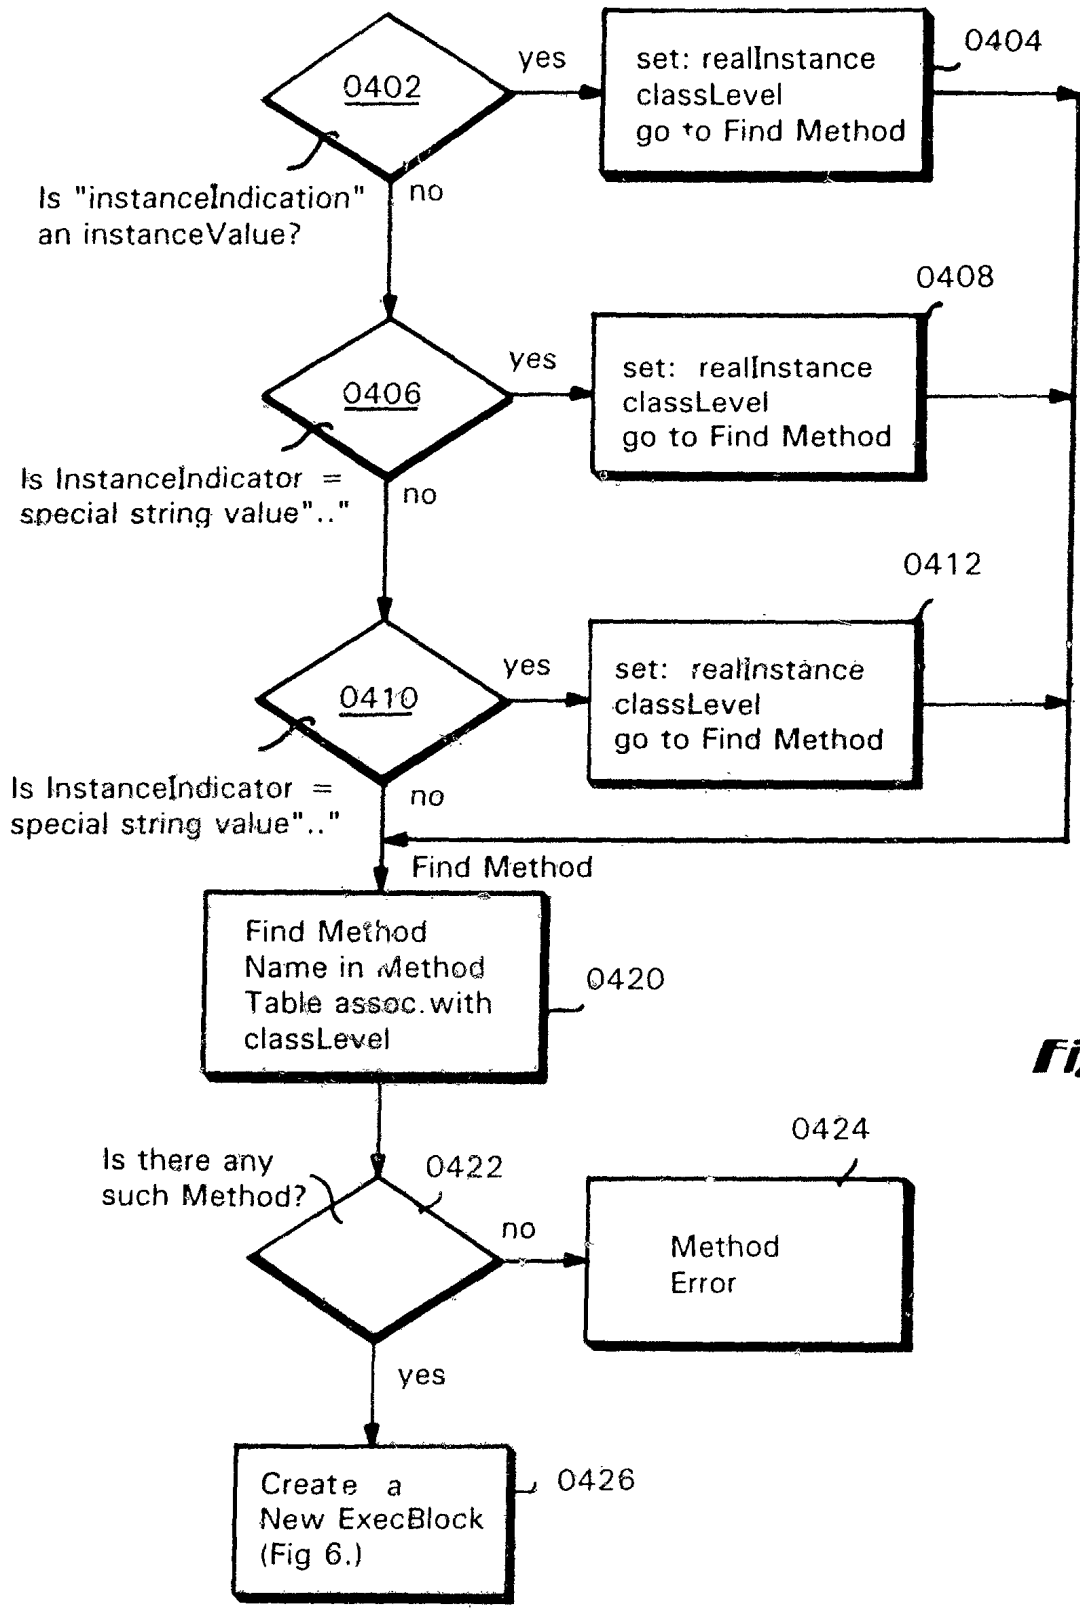 0402
yes
set: realInstance
classLevel
go to Find Method
0404
Is "instanceIndication"
an instanceValue?
no
0406
yes
set: realInstance
classLevel
go to Find Method
0408
Is InstanceIndicator =
special string value".."
no
0410
yes
set: realInstance
classLevel
go to Find Method
0412
Is InstanceIndicator =
special string value".."
no
Find Method
Find Method
Name in Method
Table assoc. with
classLevel
0420
Is there any
such Method?
0422
no
Method
Error
0424
yes
Create a
New ExecBlock
(Fig 6.)
0426